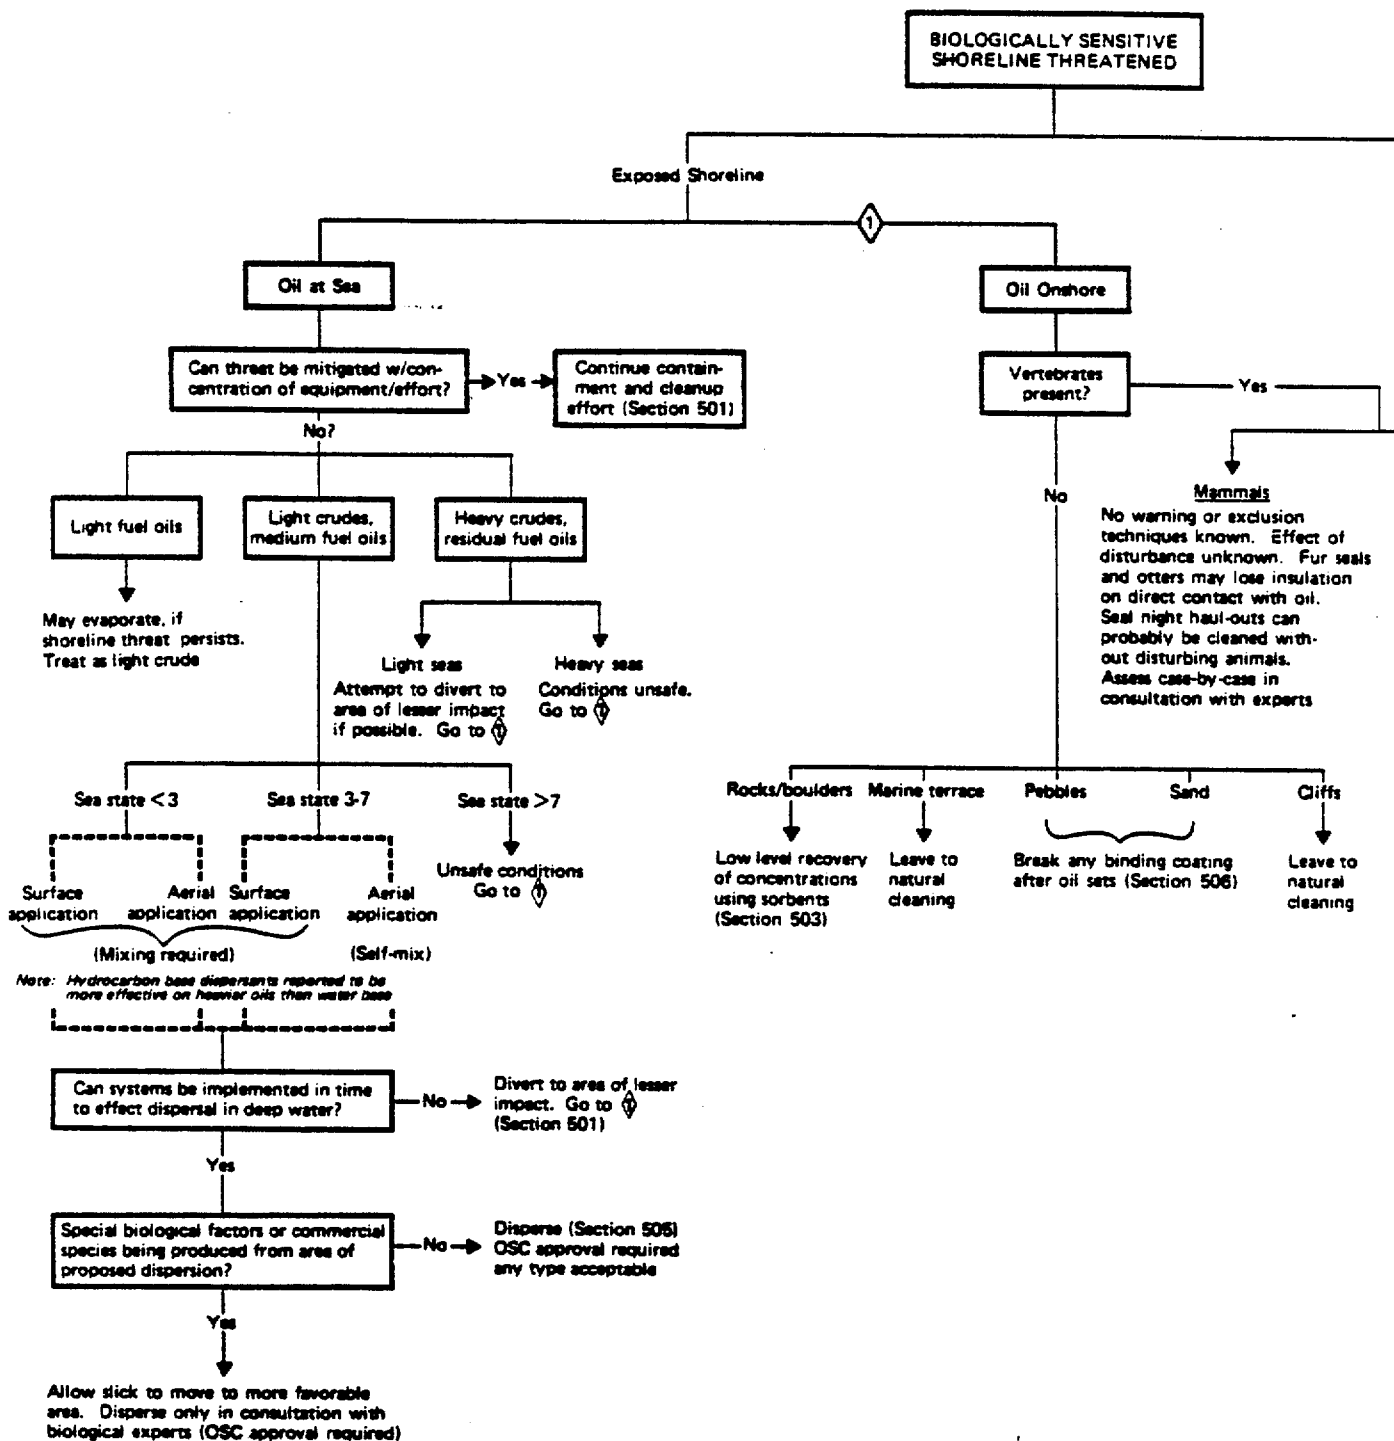 BIOLOGICALLY SENSITIVE
SHORELINE THREATENED
Exposed Shoreline
1
Oil at Sea
Oil Onshore
Can threat be mitigated w/con-
centration of equipment/effort?
Yes
Continue contain-
ment and cleanup
effort (Section 501)
Vertebrates
present?
Yes
No?
No
Light fuel oils
Light crudes,
medium fuel oils
Heavy crudes,
residual fuel oils
Mammals
No warning or exclusion
techniques known. Effect of
disturbance unknown. Fur seals
and otters may lose insulation
on direct contact with oil.
Seal night haul-outs can
probably be cleaned with-
out disturbing animals.
Assess case-by-case in
consultation with experts
May evaporate, if
shoreline threat persists.
Treat as light crude
Light seas
Attempt to divert to
area of lesser impact
if possible. Go to 1
Heavy seas
Conditions unsafe.
Go to 1
Sea state <3
Sea state 3-7
Sea state >7
Unsafe conditions
Go to 1
Surface
application
Aerial
application
Surface
application
Aerial
application
(Mixing required)
(Self-mix)
Note: Hydrocarbon base dispersants reported to be
more effective on heavier oils than water base
Rocks/boulders
Marine terrace
Pebbles
Sand
Cliffs
Low level recovery
of concentrations
using sorbents
(Section 503)
Leave to
natural
cleaning
Break any binding coating
after oil sets (Section 506)
Leave to
natural
cleaning
Can systems be implemented in time
to effect dispersal in deep water?
No
Divert to area of lesser
impact. Go to 1
(Section 501)
Yes
Special biological factors or commercial
species being produced from area of
proposed dispersion?
No
Disperse (Section 505)
OSC approval required
any type acceptable
Yes
Allow slick to move to more favorable
area. Disperse only in consultation with
biological experts (OSC approval required)